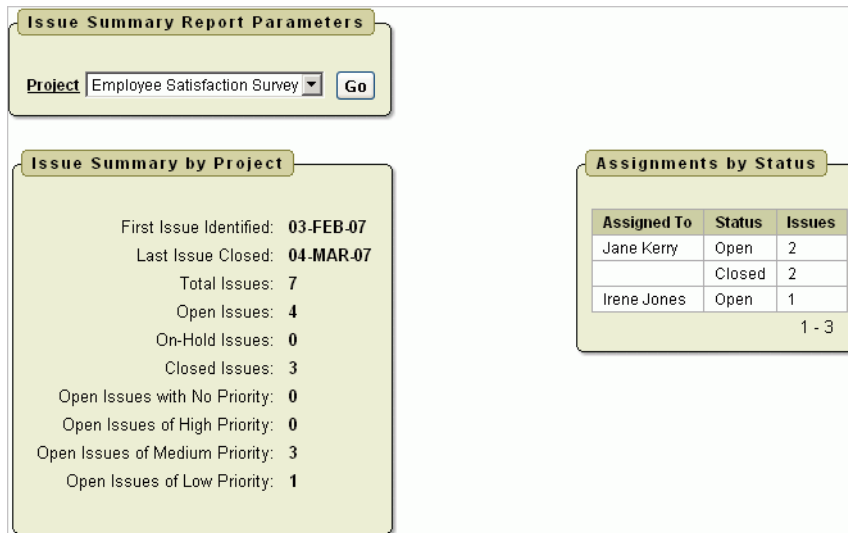 Issue Summary Report Parameters
Project Employee Satisfaction Survey Go
Issue Summary by Project
First Issue Identified: 03-FEB-07
Last Issue Closed: 04-MAR-07
Total Issues: 7
Open Issues: 4
On-Hold Issues: 0
Closed Issues: 3
Open Issues with No Priority: 0
Open Issues of High Priority: 0
Open Issues of Medium Priority: 3
Open Issues of Low Priority: 1
Assignments by Status
Assigned To Status Issues
Jane Kerry Open 2
Closed 2
Irene Jones Open 1
1 - 3